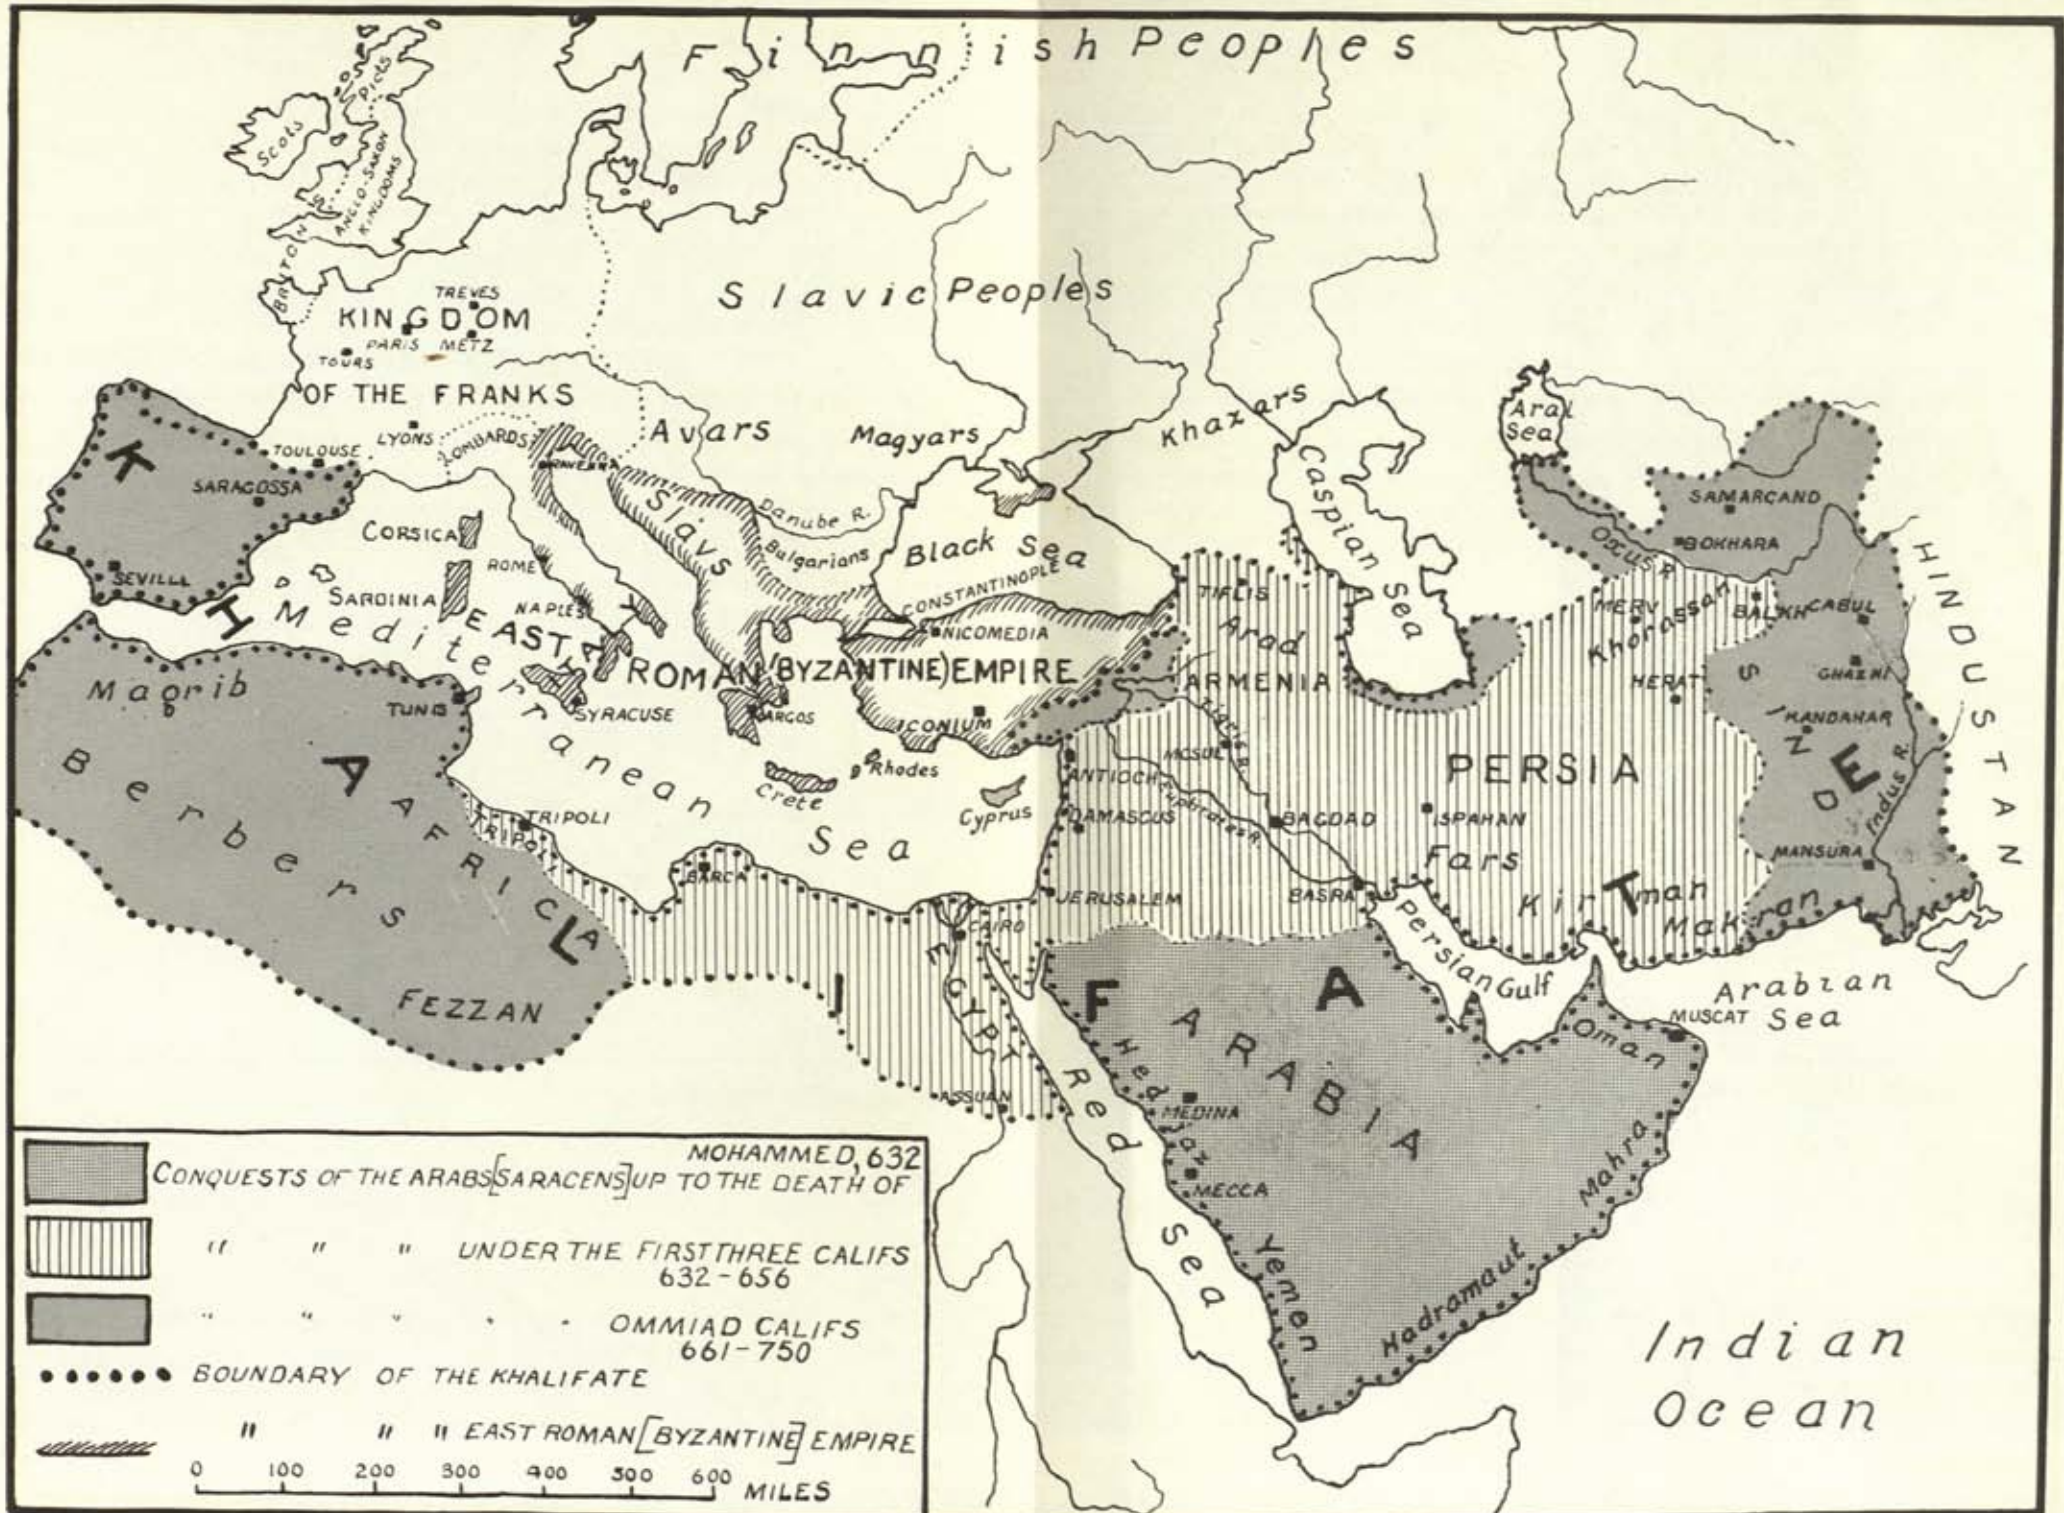 Finnish Peoples
Picts
Scots
ANGLO-SAXON
KINGDOMS
BRITON
S
TREVES
KINGDOM
PARIS METZ
TOURS
OF THE FRANKS
Slavic Peoples
LYONS
LOMBARDS
TOULOUSE
Avars
Magyars
Khazars
Aral
Sea
Caspian Sea
SARAGOSSA
SEVILLE
CORSICA
SARDINIA
RAVENNA
ROME
NAPLES
Slavs
Danube R.
Bulgarians
Black Sea
CONSTANTINOPLE
NICOMEDIA
EAST
ROMAN (BYZANTINE) EMPIRE
ITALY
SYRACUSE
ARGOS
ICONIUM
Mediterranean
Sea
Crete
Rhodes
Cyprus
TIFLIS
Arad
ARMENIA
Tigris R.
MOSUL
ANTIOCH
Euphrates R.
DAMASCUS
BAGDAD
JERUSALEM
BASRA
SAMARCAND
BOKHARA
Oxus R.
MERV
Khorassan
BALKH
CABUL
HERAT
GHAZNI
KANDAHAR
SIND
Indus R.
MANSURA
HINDUSTAN
PERSIA
ISPAHAN
Fars
Kirman
Makran
Persian Gulf
Arabian
Sea
MUSCAT
Oman
KHALIFATE
Magrib
Berbers
TUNIS
AFRICA
TRIPOLI
TRIPOLI
BARCA
FEZZAN
CAIRO
EGYPT
ASSUAN
Red Sea
ARABIA
Hedjaz
MEDINA
MECCA
Yemen
Hadramaut
Mahra
Indian
Ocean
MOHAMMED, 632
CONQUESTS OF THE ARABS [SARACENS] UP TO THE DEATH OF
" " " UNDER THE FIRST THREE CALIFS
632-656
" " " " " OMMIAD CALIFS
661-750
BOUNDARY OF THE KHALIFATE
" " " EAST ROMAN [BYZANTINE] EMPIRE
0 100 200 300 400 500 600
MILES